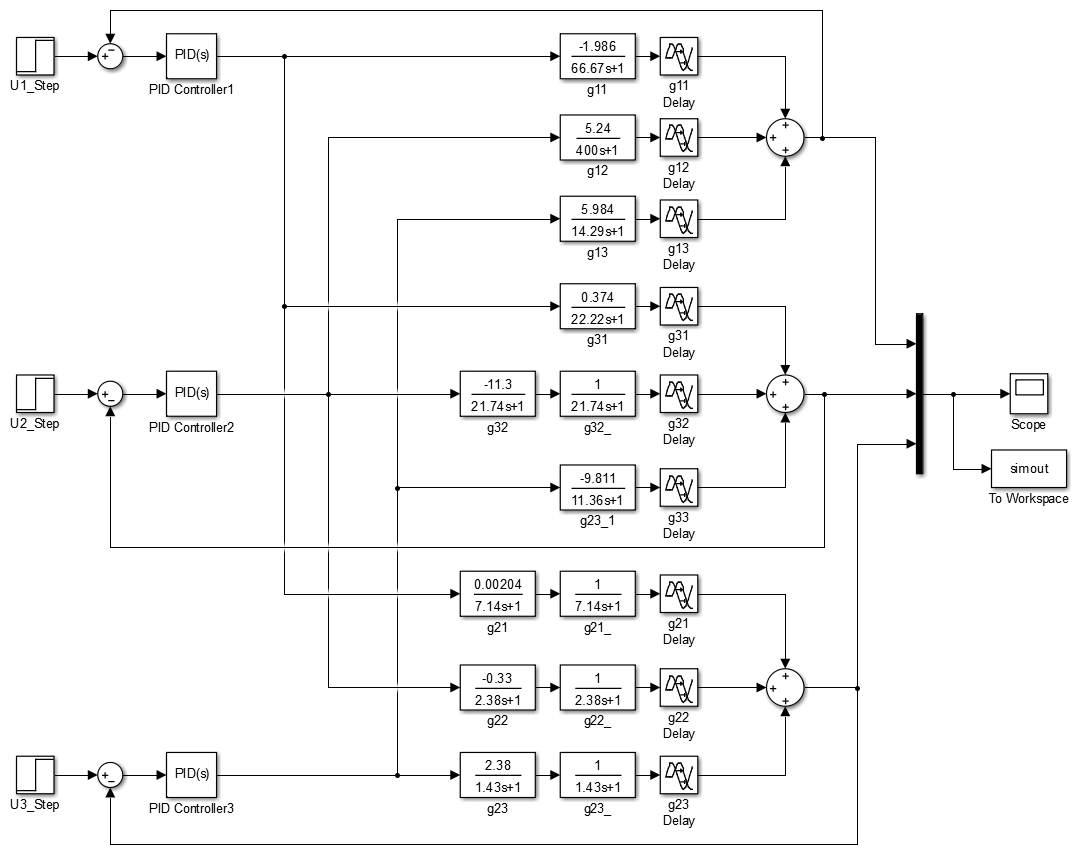 U1_Step
+
−
PID(s)
PID Controller1
-1.986
66.67s+1
g11
g11
Delay
5.24
400s+1
g12
g12
Delay
+
+
+
5.984
14.29s+1
g13
g13
Delay
0.374
22.22s+1
g31
g31
Delay
U2_Step
+
−
PID(s)
PID Controller2
-11.3
21.74s+1
g32
1
21.74s+1
g32_
g32
Delay
+
+
+
-9.811
11.36s+1
g23_1
g33
Delay
Scope
simout
To Workspace
0.00204
7.14s+1
g21
1
7.14s+1
g21_
g21
Delay
-0.33
2.38s+1
g22
1
2.38s+1
g22_
g22
Delay
+
+
+
U3_Step
+
−
PID(s)
PID Controller3
2.38
1.43s+1
g23
1
1.43s+1
g23_
g23
Delay